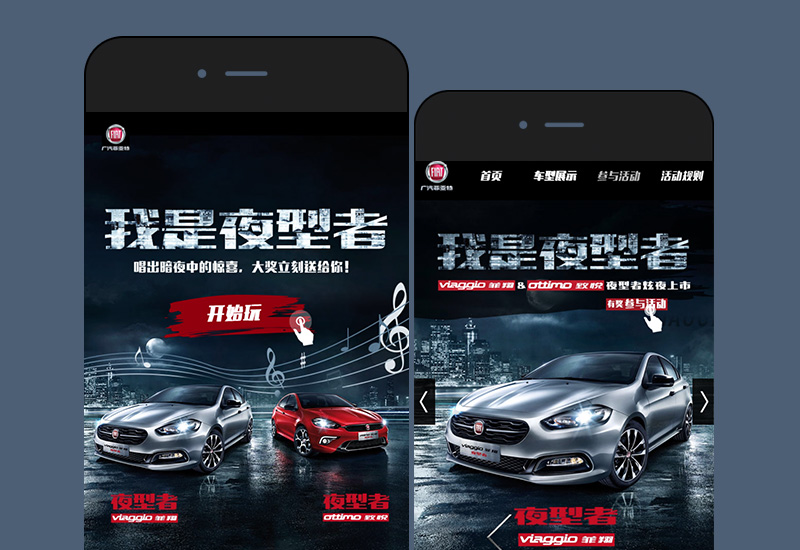 FIAT
广汽菲亚特
我是夜型者
唱出暗夜中的惊喜，大奖立刻送给你！
开始玩
夜型者
viaggio 菲翔
夜型者
ottimo 致悦
FIAT
广汽菲亚特
首页 车型展示 参与活动 活动规则
我是夜型者
viaggio 菲翔 & ottimo 致悦 夜型者炫夜上市
有奖参与活动
viaggio 菲翔
夜型者
viaggio 菲翔